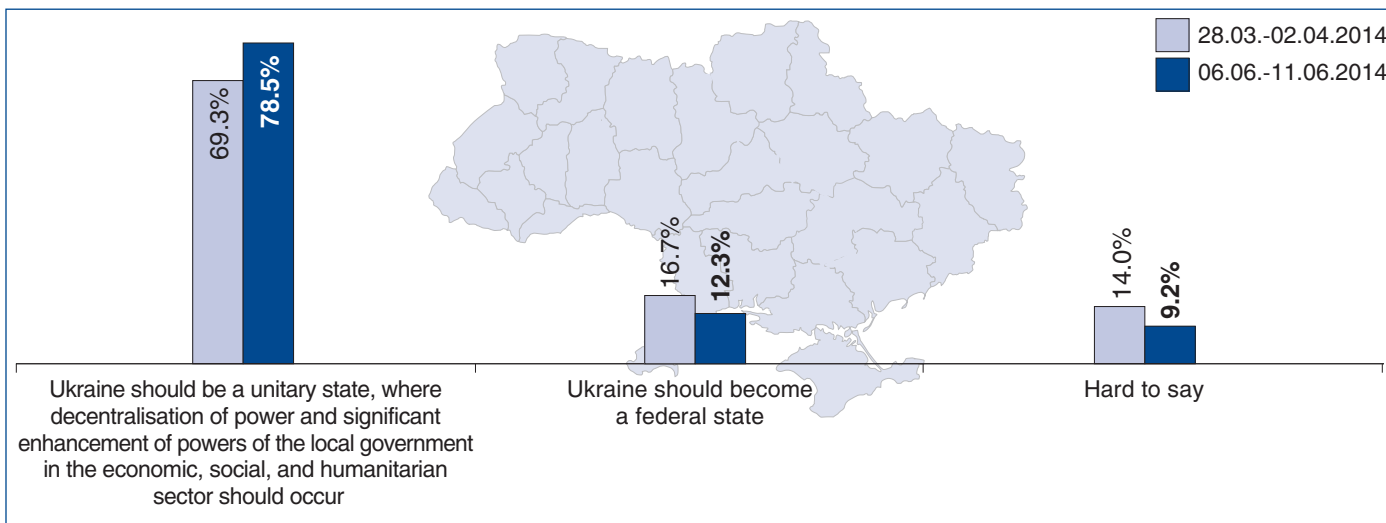 28.03.-02.04.2014
06.06.-11.06.2014
69.3%
78.5%
16.7%
12.3%
14.0%
9.2%
Ukraine should be a unitary state, where
decentralisation of power and significant
enhancement of powers of the local government
in the economic, social, and humanitarian
sector should occur
Ukraine should become
a federal state
Hard to say